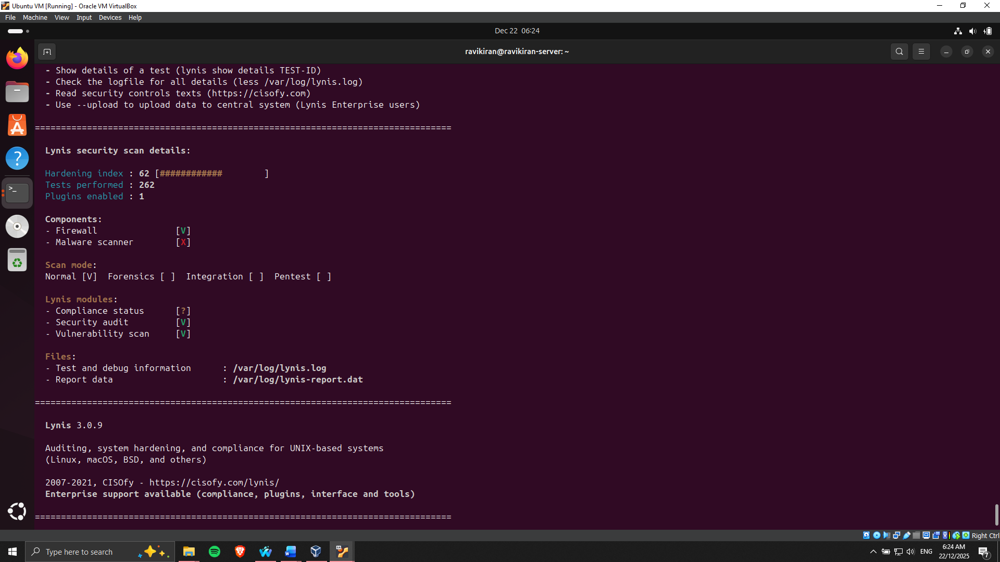 Ubuntu VM [Running] - Oracle VM VirtualBox
File Machine View Input Devices Help
Dec 22 06:24
ravikiran@ravikiran-server: ~
- Show details of a test (lynis show details TEST-ID)
- Check the logfile for all details (less /var/log/lynis.log)
- Read security controls texts (https://cisofy.com)
- Use --upload to upload data to central system (Lynis Enterprise users)
================================================================================
Lynis security scan details:
Hardening index : 62 [############        ]
Tests performed : 262
Plugins enabled : 1
Components:
- Firewall               [V]
- Malware scanner        [X]
Scan mode:
Normal [V]  Forensics [ ]  Integration [ ]  Pentest [ ]
Lynis modules:
- Compliance status      [?]
- Security audit         [V]
- Vulnerability scan     [V]
Files:
- Test and debug information      : /var/log/lynis.log
- Report data                     : /var/log/lynis-report.dat
================================================================================
Lynis 3.0.9
Auditing, system hardening, and compliance for UNIX-based systems
(Linux, macOS, BSD, and others)
2007-2021, CISOfy - https://cisofy.com/lynis/
Enterprise support available (compliance, plugins, interface and tools)
================================================================================
Right Ctrl
Type here to search
ENG
6:24 AM
22/12/2025
7